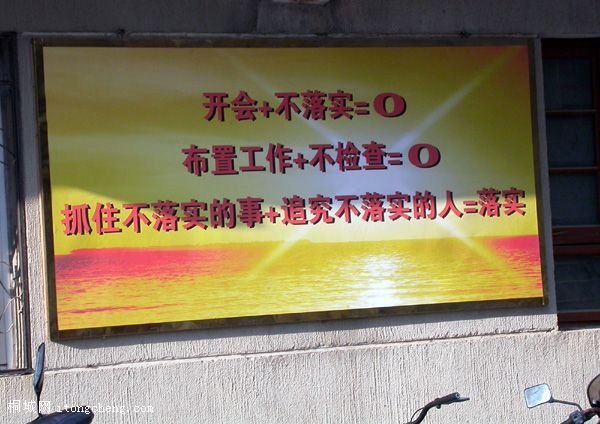 开会+不落实=0
布置工作+不检查=0
抓住不落实的事+追究不落实的人=落实
桐城网 itongcheng.com